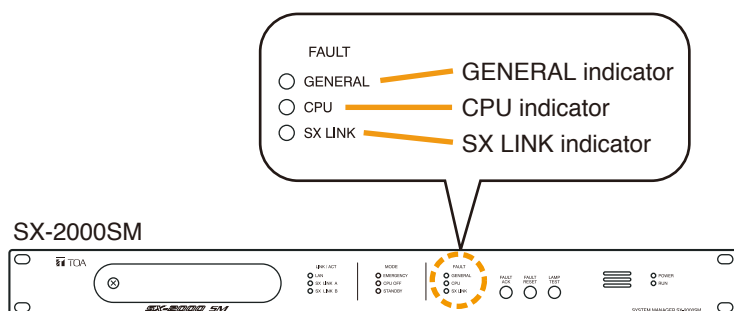 FAULT
GENERAL
CPU
SX LINK
GENERAL indicator
CPU indicator
SX LINK indicator
SX-2000SM
TOA
SX-2000 SM
LINK / ACT
LAN
SX LINK A
SX LINK B
MODE
EMERGENCY
CPU OFF
STANDBY
FAULT
GENERAL
CPU
SX LINK
FAULT
ACK
FAULT
RESET
LAMP
TEST
POWER
RUN
SYSTEM MANAGER SX-2000SM